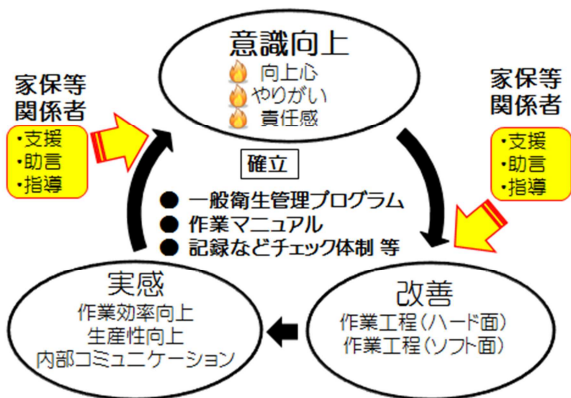 意識向上
向上心
やりがい
責任感
家保等
関係者
・支援
・助言
・指導
家保等
関係者
・支援
・助言
・指導
確立
● 一般衛生管理プログラム
● 作業マニュアル
● 記録などチェック体制 等
実感
作業効率向上
生産性向上
内部コミュニケーション
改善
作業工程(ハード面)
作業工程(ソフト面)